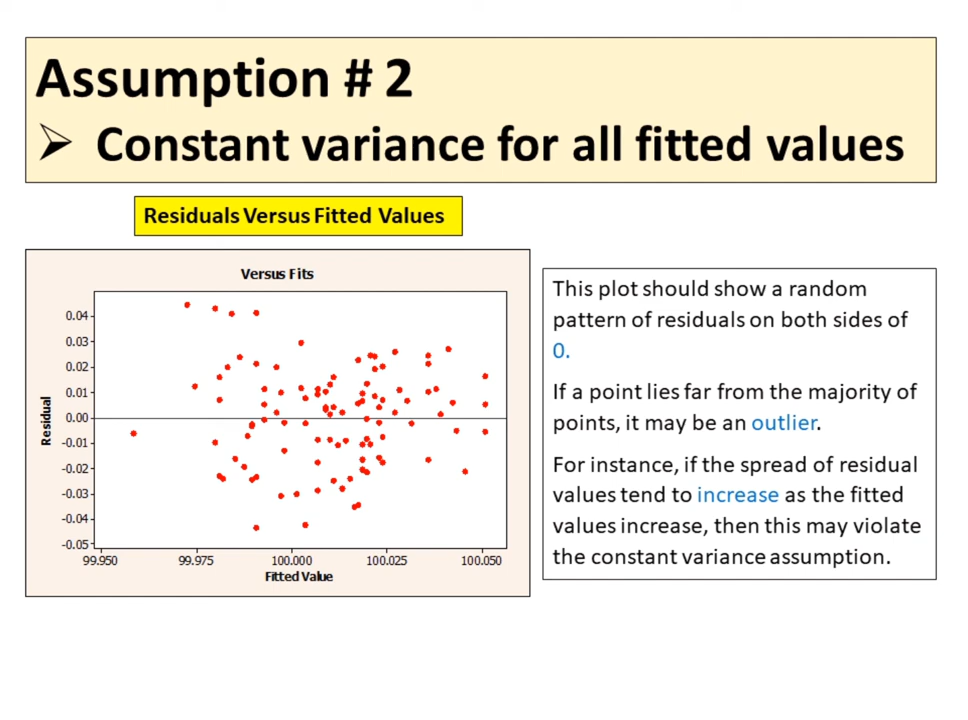 Assumption # 2
➢ Constant variance for all fitted values
Residuals Versus Fitted Values
Versus Fits
0.04
0.03
0.02
0.01
0.00
-0.01
-0.02
-0.03
-0.04
-0.05
Residual
99.950 99.975 100.000 100.025 100.050
Fitted Value
This plot should show a random
pattern of residuals on both sides of
0.
If a point lies far from the majority of
points, it may be an outlier.
For instance, if the spread of residual
values tend to increase as the fitted
values increase, then this may violate
the constant variance assumption.